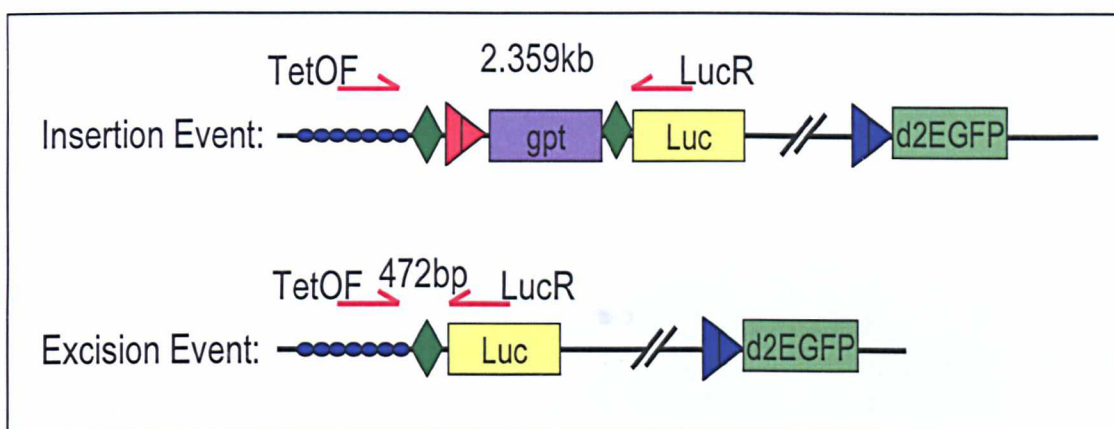 2.359kb
TetOF LucR
Insertion Event: gpt Luc d2EGFP
472bp
TetOF LucR
Excision Event: Luc d2EGFP